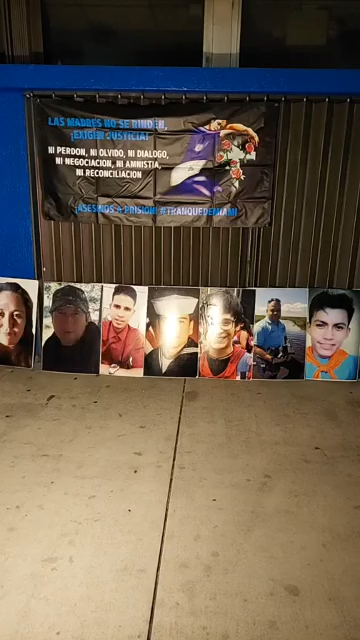 LAS MADRES NO SE RINDEN,
¡EXIGEN JUSTICIA!
NI PERDON, NI OLVIDO, NI DIALOGO,
NI NEGOCIACION, NI AMNISTIA,
NI RECONCILIACION
¡ASESINOS A PRISION! #TRANQUEDEMIAMI